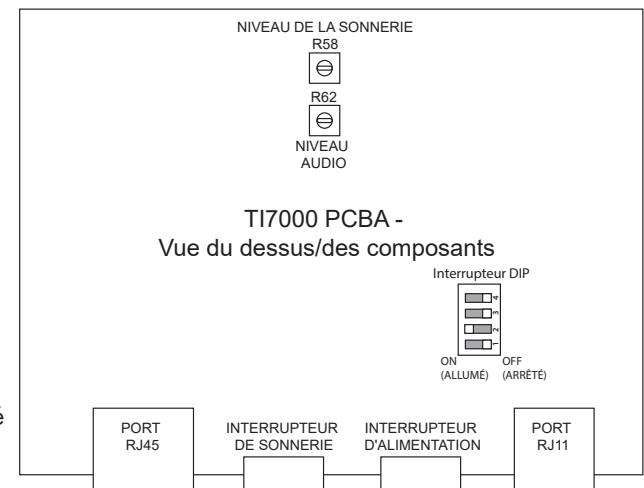 NIVEAU DE LA SONNERIE
R58
R62
NIVEAU
AUDIO
TI7000 PCBA -
Vue du dessus/des composants
Interrupteur DIP
4
3
2
1
ON
(ALLUMÉ)
OFF
(ARRÊTÉ)
é
PORT
RJ45
INTERRUPTEUR
DE SONNERIE
INTERRUPTEUR
D'ALIMENTATION
PORT
RJ11